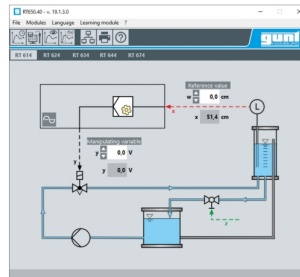 RT650.40 - v. 19.1.3.0
File Modules Language Learning module ?
gunt
RT 614 RT 624 RT 634 RT 644 RT 674
Reference value
w 0,0 cm
x
x 51,4 cm
L
Manipulating variable
y 0,0 V
y
y 0,0 V
z